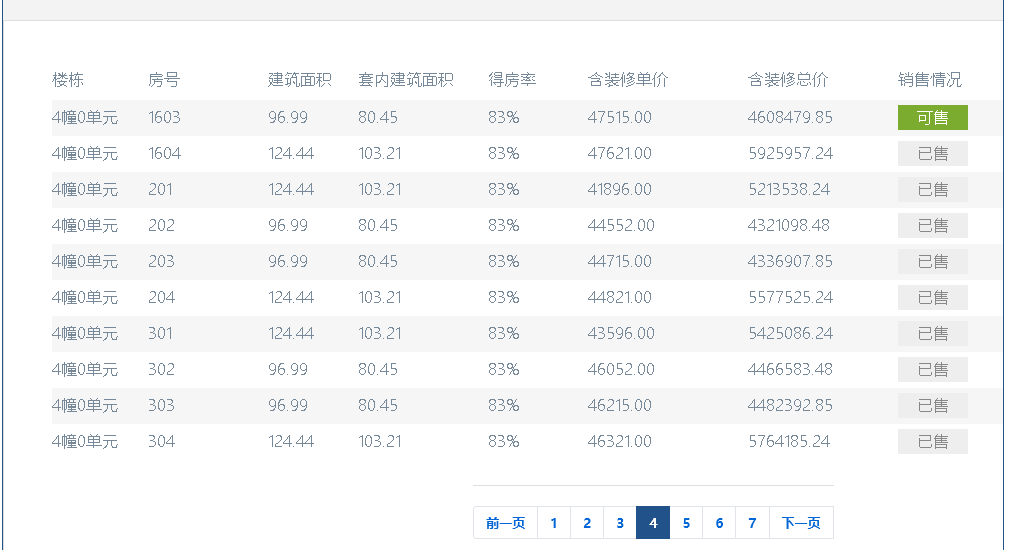 楼栋 房号 建筑面积 套内建筑面积 得房率 含装修单价 含装修总价 销售情况
4幢0单元 1603 96.99 80.45 83% 47515.00 4608479.85 可售
4幢0单元 1604 124.44 103.21 83% 47621.00 5925957.24 已售
4幢0单元 201 124.44 103.21 83% 41896.00 5213538.24 已售
4幢0单元 202 96.99 80.45 83% 44552.00 4321098.48 已售
4幢0单元 203 96.99 80.45 83% 44715.00 4336907.85 已售
4幢0单元 204 124.44 103.21 83% 44821.00 5577525.24 已售
4幢0单元 301 124.44 103.21 83% 43596.00 5425086.24 已售
4幢0单元 302 96.99 80.45 83% 46052.00 4466583.48 已售
4幢0单元 303 96.99 80.45 83% 46215.00 4482392.85 已售
4幢0单元 304 124.44 103.21 83% 46321.00 5764185.24 已售
前一页 1 2 3 4 5 6 7 下一页